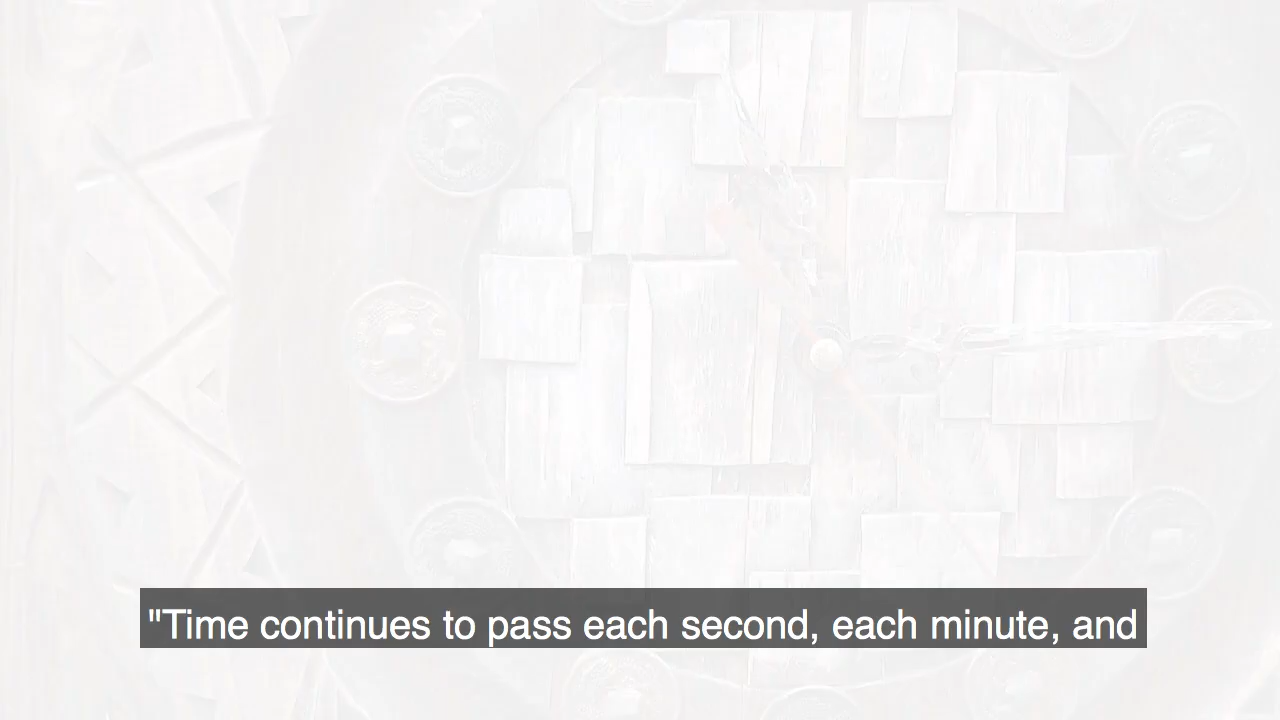 "Time continues to pass each second, each minute, and